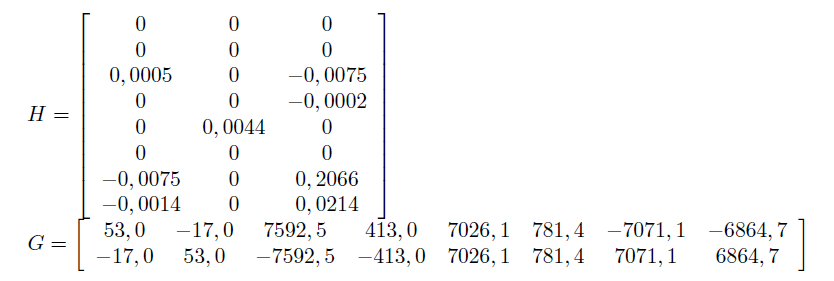 0 0 0
0 0 0
0,0005 0 −0,0075
H = 0 0 −0,0002
0 0,0044 0
0 0 0
−0,0075 0 0,2066
−0,0014 0 0,0214
G = 53,0 −17,0 7592,5 413,0 7026,1 781,4 −7071,1 −6864,7
−17,0 53,0 −7592,5 −413,0 7026,1 781,4 7071,1 6864,7